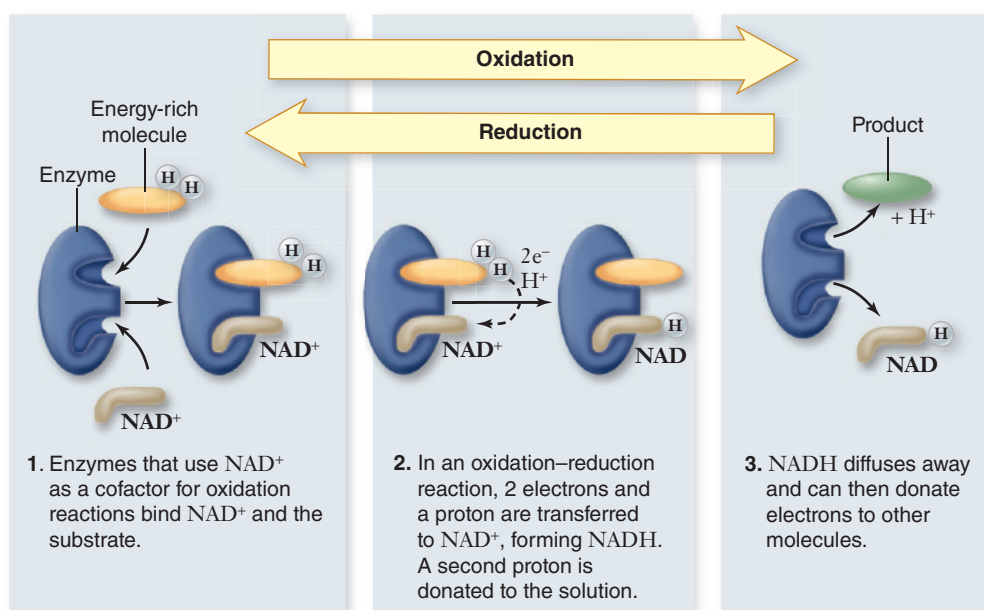 Oxidation
Reduction
Energy-rich
molecule
Enzyme
H
H
NAD⁺
H
H
NAD⁺
H
H
2e⁻
H⁺
NAD⁺
H
NAD
Product
+ H⁺
H
NAD
1. Enzymes that use NAD⁺
as a cofactor for oxidation
reactions bind NAD⁺ and the
substrate.
2. In an oxidation–reduction
reaction, 2 electrons and
a proton are transferred
to NAD⁺, forming NADH.
A second proton is
donated to the solution.
3. NADH diffuses away
and can then donate
electrons to other
molecules.